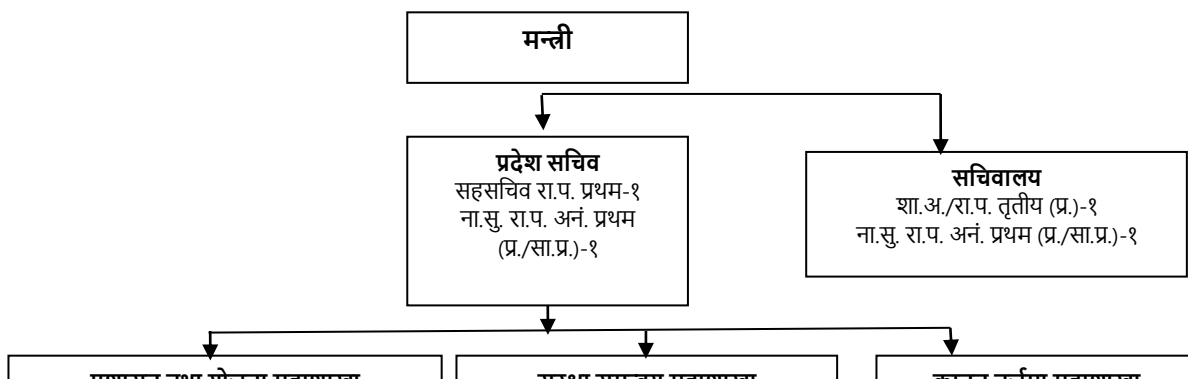 मन्त्री
प्रदेश सचिव
सहसचिव रा.प. प्रथम-१
ना.सु. रा.प. अनं. प्रथम
(प्र./सा.प्र.)-१
सचिवालय
शा.अ./रा.प. तृतीय (प्र.)-१
ना.सु. रा.प. अनं. प्रथम (प्र./सा.प्र.)-१